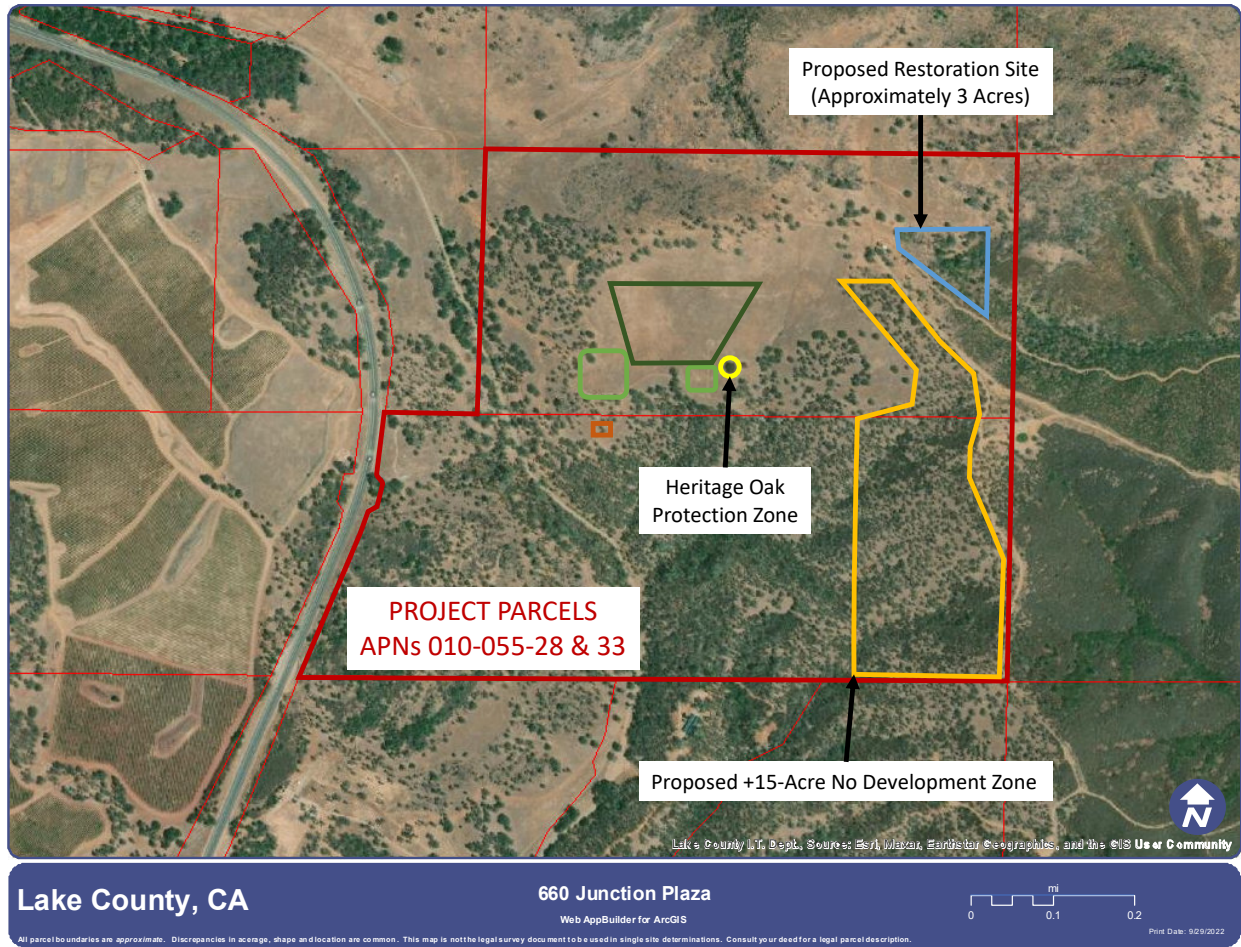 Proposed Restoration Site
(Approximately 3 Acres)
Heritage Oak
Protection Zone
PROJECT PARCELS
APNs 010-055-28 & 33
Proposed +15-Acre No Development Zone
N
Lake County I.T. Dept., Source: Esri, Maxar, Earthstar Geographics, and the GIS User Community
Lake County, CA
660 Junction Plaza
Web AppBuilder for ArcGIS
mi
0 0.1 0.2
Print Date: 9/29/2022
All parcel boundaries are approximate. Discrepancies in acerage, shape and location are common. This map is not the legal survey document to be used in single site determinations. Consult your deed for a legal parcel description.